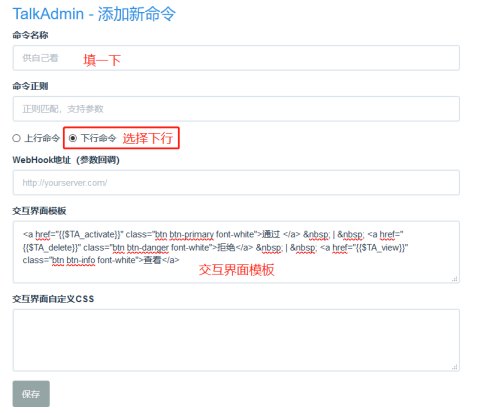 TalkAdmin - 添加新命令
命令名称
供自己看 填一下
命令正则
正则匹配，支持参数
上行命令 下行命令 选择下行
WebHook地址（参数回调）
http://yourserver.com/
交互界面模板
<a href="{{$TA_activate}}" class="btn btn-primary font-white">通过 </a> &nbsp; | &nbsp; <a href="
{{$TA_delete}}" class="btn btn-danger font-white">拒绝</a> &nbsp; | &nbsp; <a href="{{$TA_view}}"
class="btn btn-info font-white">查看</a>
交互界面模板
交互界面自定义CSS
保存